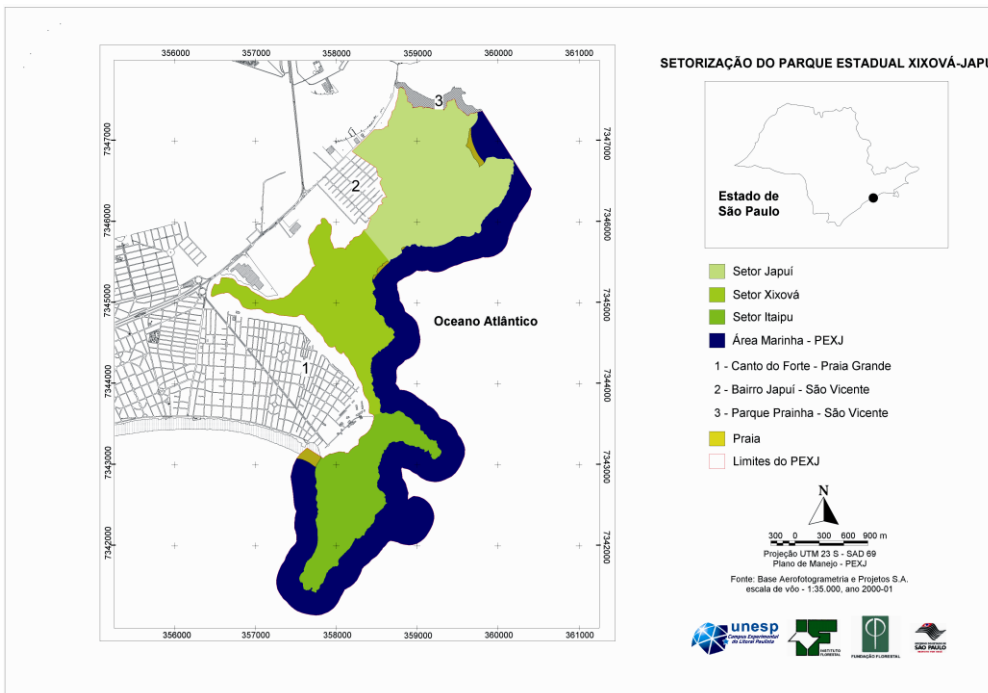 356000 357000 358000 359000 360000 361000
SETORIZAÇÃO DO PARQUE ESTADUAL XIXOVÁ-JAPU
3
7347000
7347000
2
Estado de
São Paulo
7346000
7346000
Setor Japuí
Setor Xixová
7345000
7345000
Oceano Atlântico
Setor Itaipu
Área Marinha - PEXJ
1
1 - Canto do Forte - Praia Grande
7344000
7344000
2 - Bairro Japuí - São Vicente
3 - Parque Prainha - São Vicente
Praia
7343000
7343000
Limites do PEXJ
N
300 0 300 600 900 m
7342000
7342000
Projeção UTM 23 S - SAD 69
Plano de Manejo - PEXJ
Fonte: Base Aerofotogrametria e Projetos S.A.
escala de vôo - 1:35.000, ano 2000-01
356000 357000 358000 359000 360000 361000
unesp
Campus Experimental
do Litoral Paulista
INSTITUTO
FLORESTAL
FUNDAÇÃO FLORESTAL
SÃO PAULO